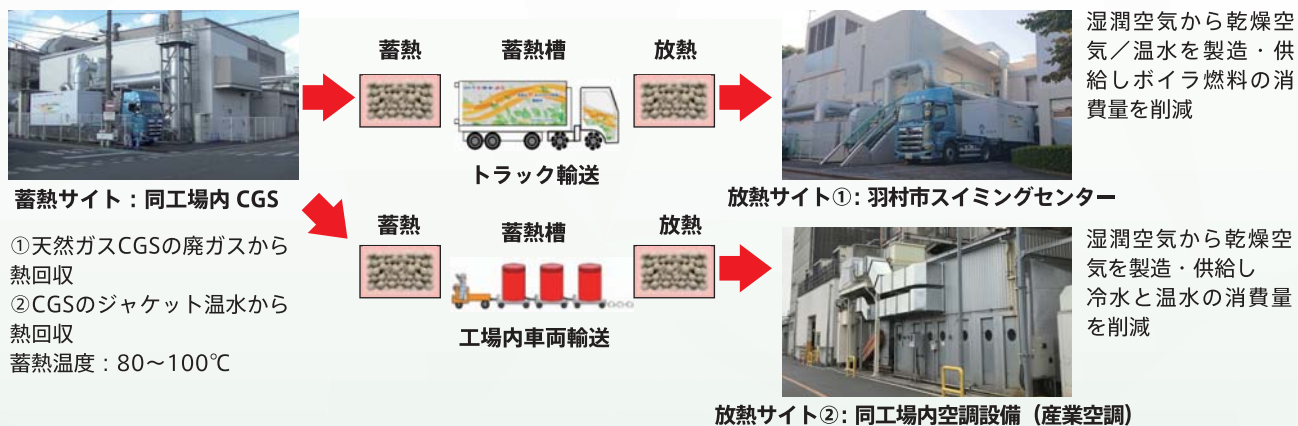 蓄熱
蓄熱槽
放熱
トラック輸送
湿潤空気から乾燥空
気／温水を製造・供
給しボイラ燃料の消
費量を削減
蓄熱サイト：同工場内 CGS
放熱サイト①：羽村市スイミングセンター
①天然ガスCGSの廃ガスから
熱回収
②CGSのジャケット温水から
熱回収
蓄熱温度：80～100℃
蓄熱
蓄熱槽
放熱
工場内車両輸送
湿潤空気から乾燥空
気を製造・供給し
冷水と温水の消費量
を削減
放熱サイト②：同工場内空調設備（産業空調）